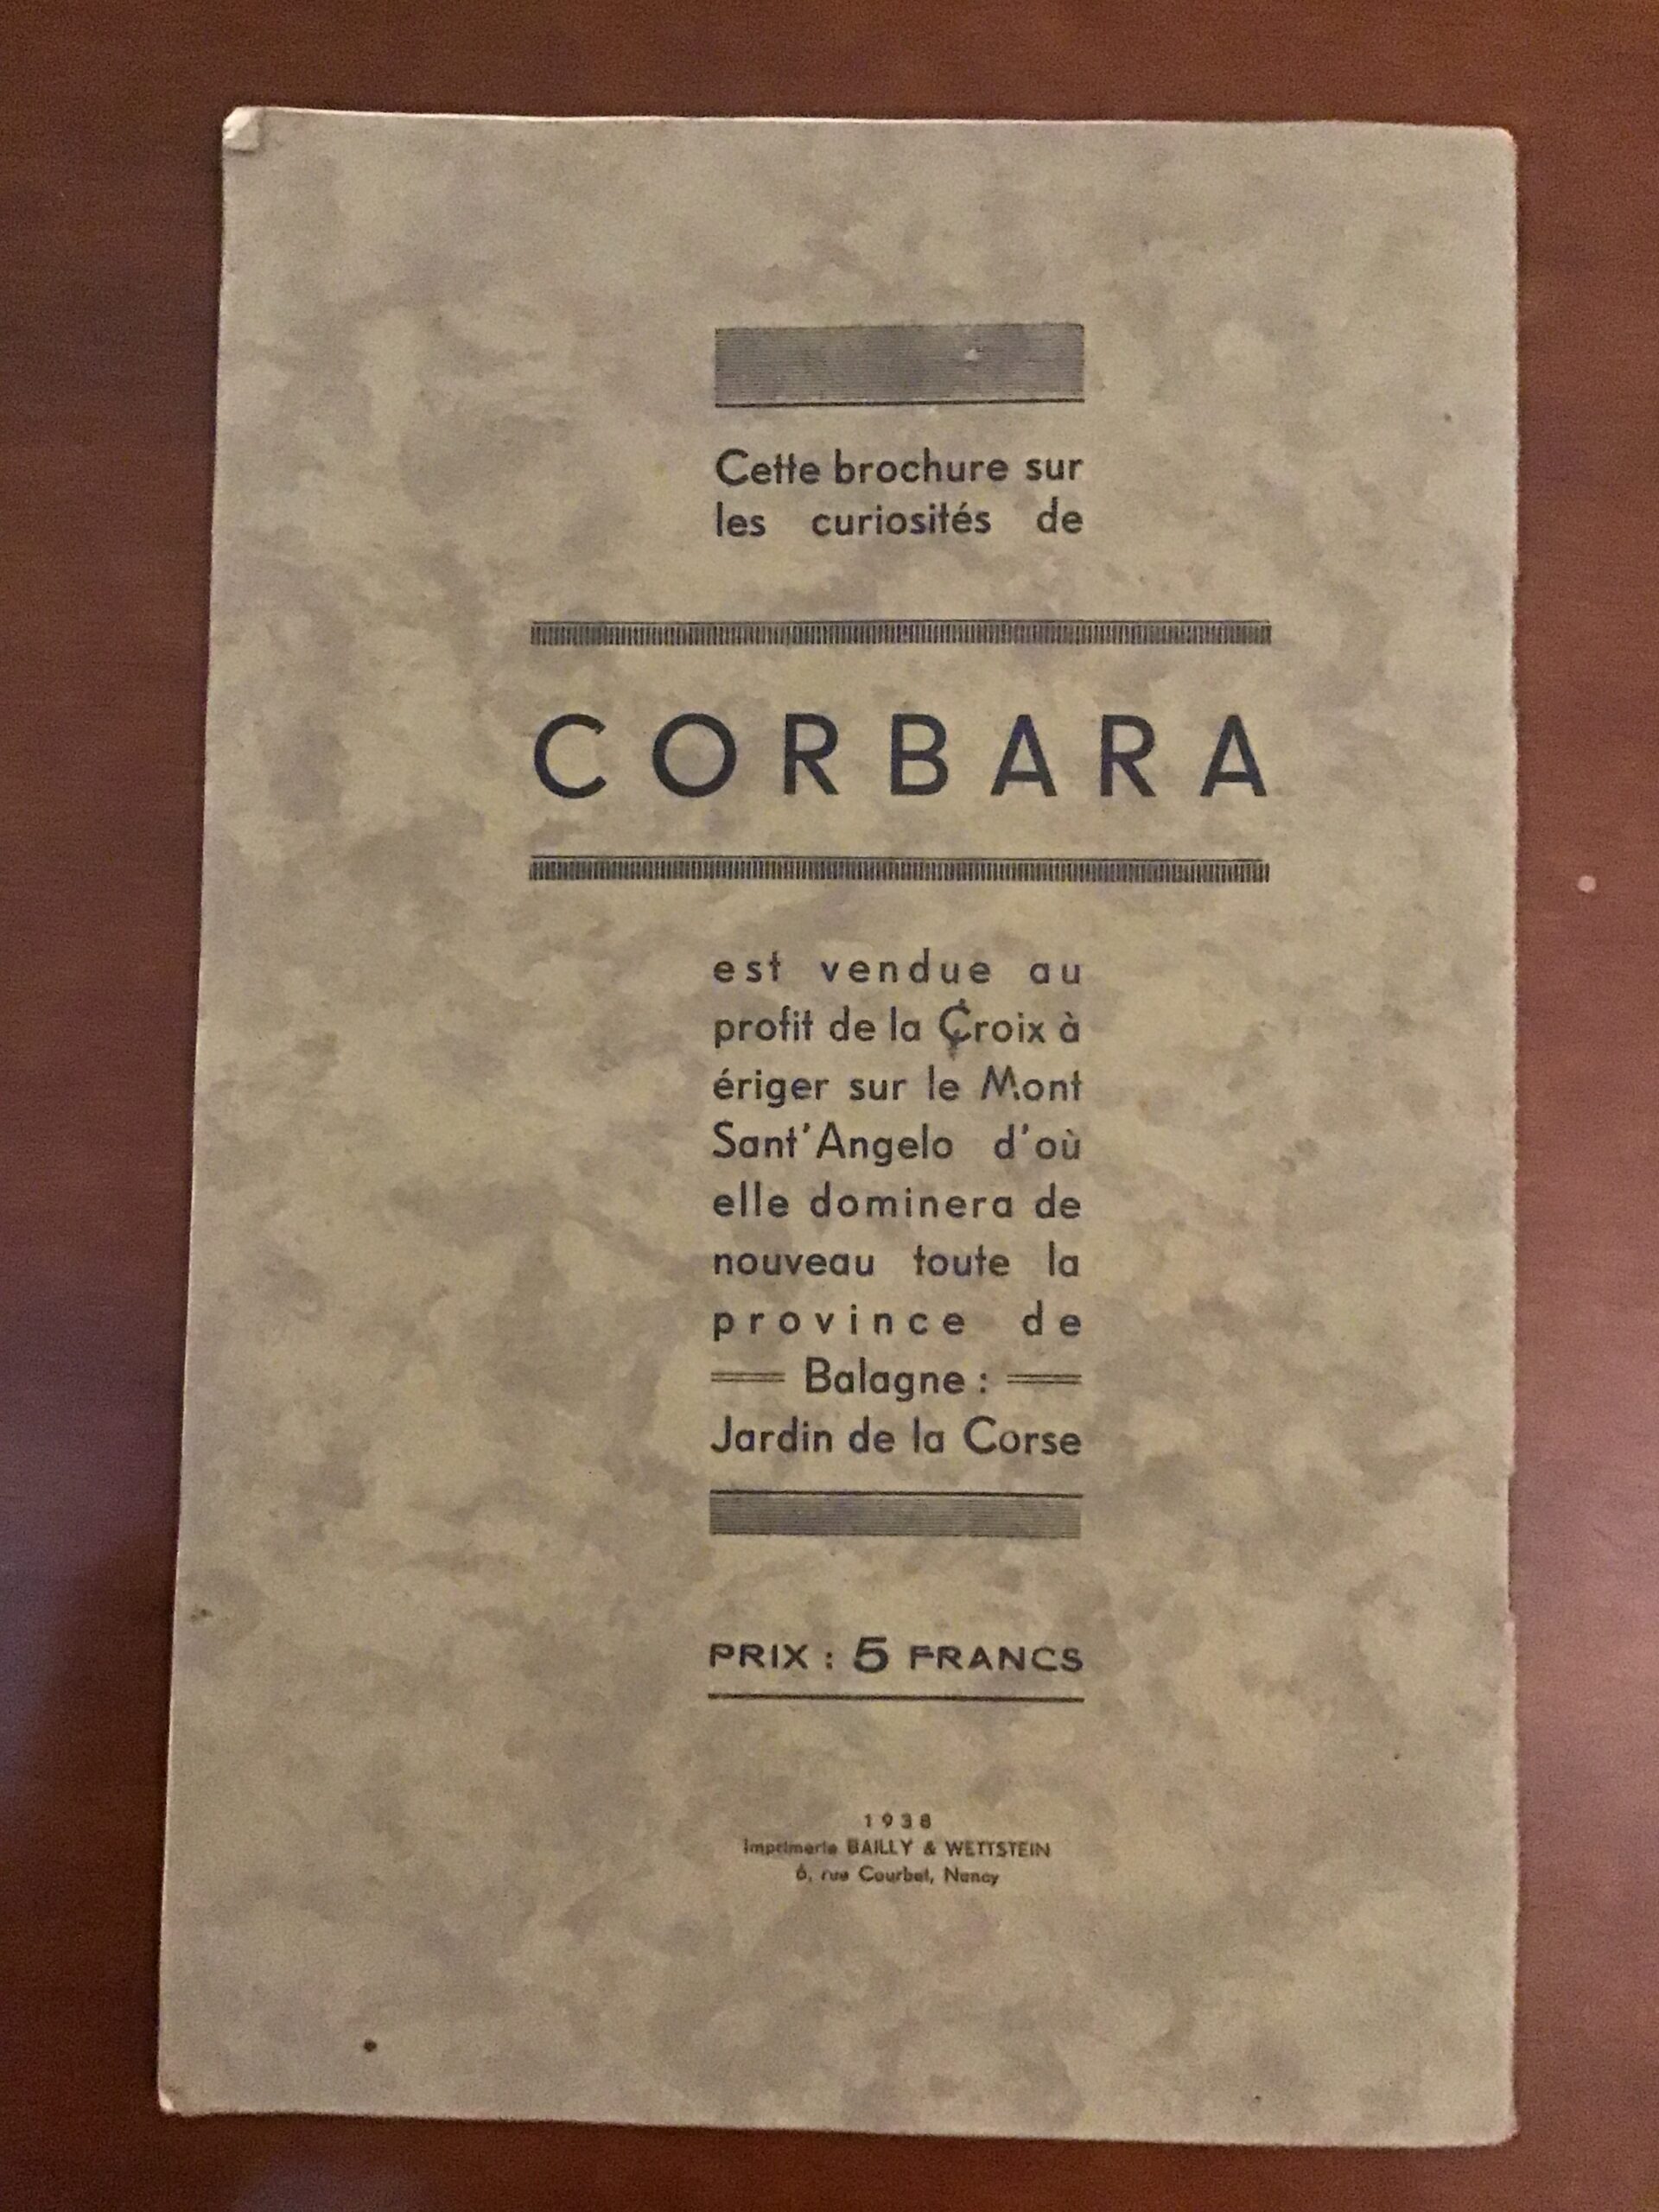 Cette brochure sur
les curiosités de
CORBARA
est vendue au
profit de la Croix à
ériger sur le Mont
Sant'Angelo d'où
elle dominera de
nouveau toute la
province de
Balagne :
Jardin de la Corse
PRIX : 5 FRANCS
1938
Imprimerie BAILLY & WETTSTEIN
6, rue Courbet, Nancy